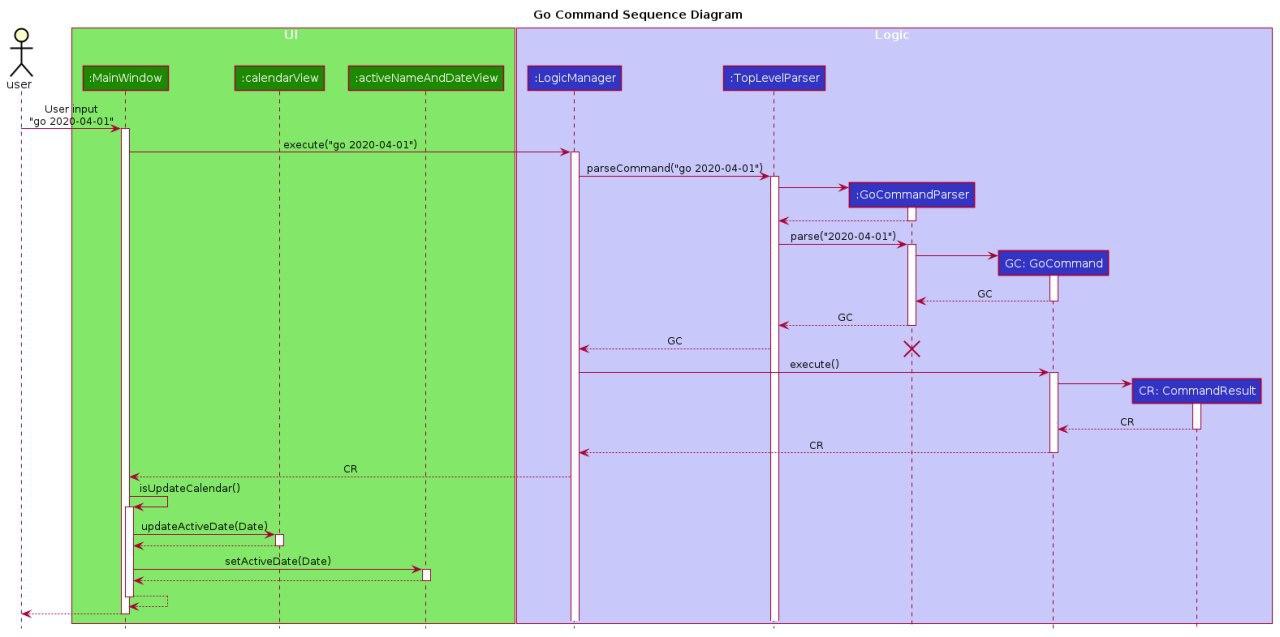 Go Command Sequence Diagram
UI
Logic
user
:MainWindow
:calendarView
:activeNameAndDateView
:LogicManager
:TopLevelParser
User input
"go 2020-04-01"
execute("go 2020-04-01")
parseCommand("go 2020-04-01")
:GoCommandParser
parse("2020-04-01")
GC: GoCommand
GC
GC
GC
execute()
CR: CommandResult
CR
CR
CR
isUpdateCalendar()
updateActiveDate(Date)
setActiveDate(Date)